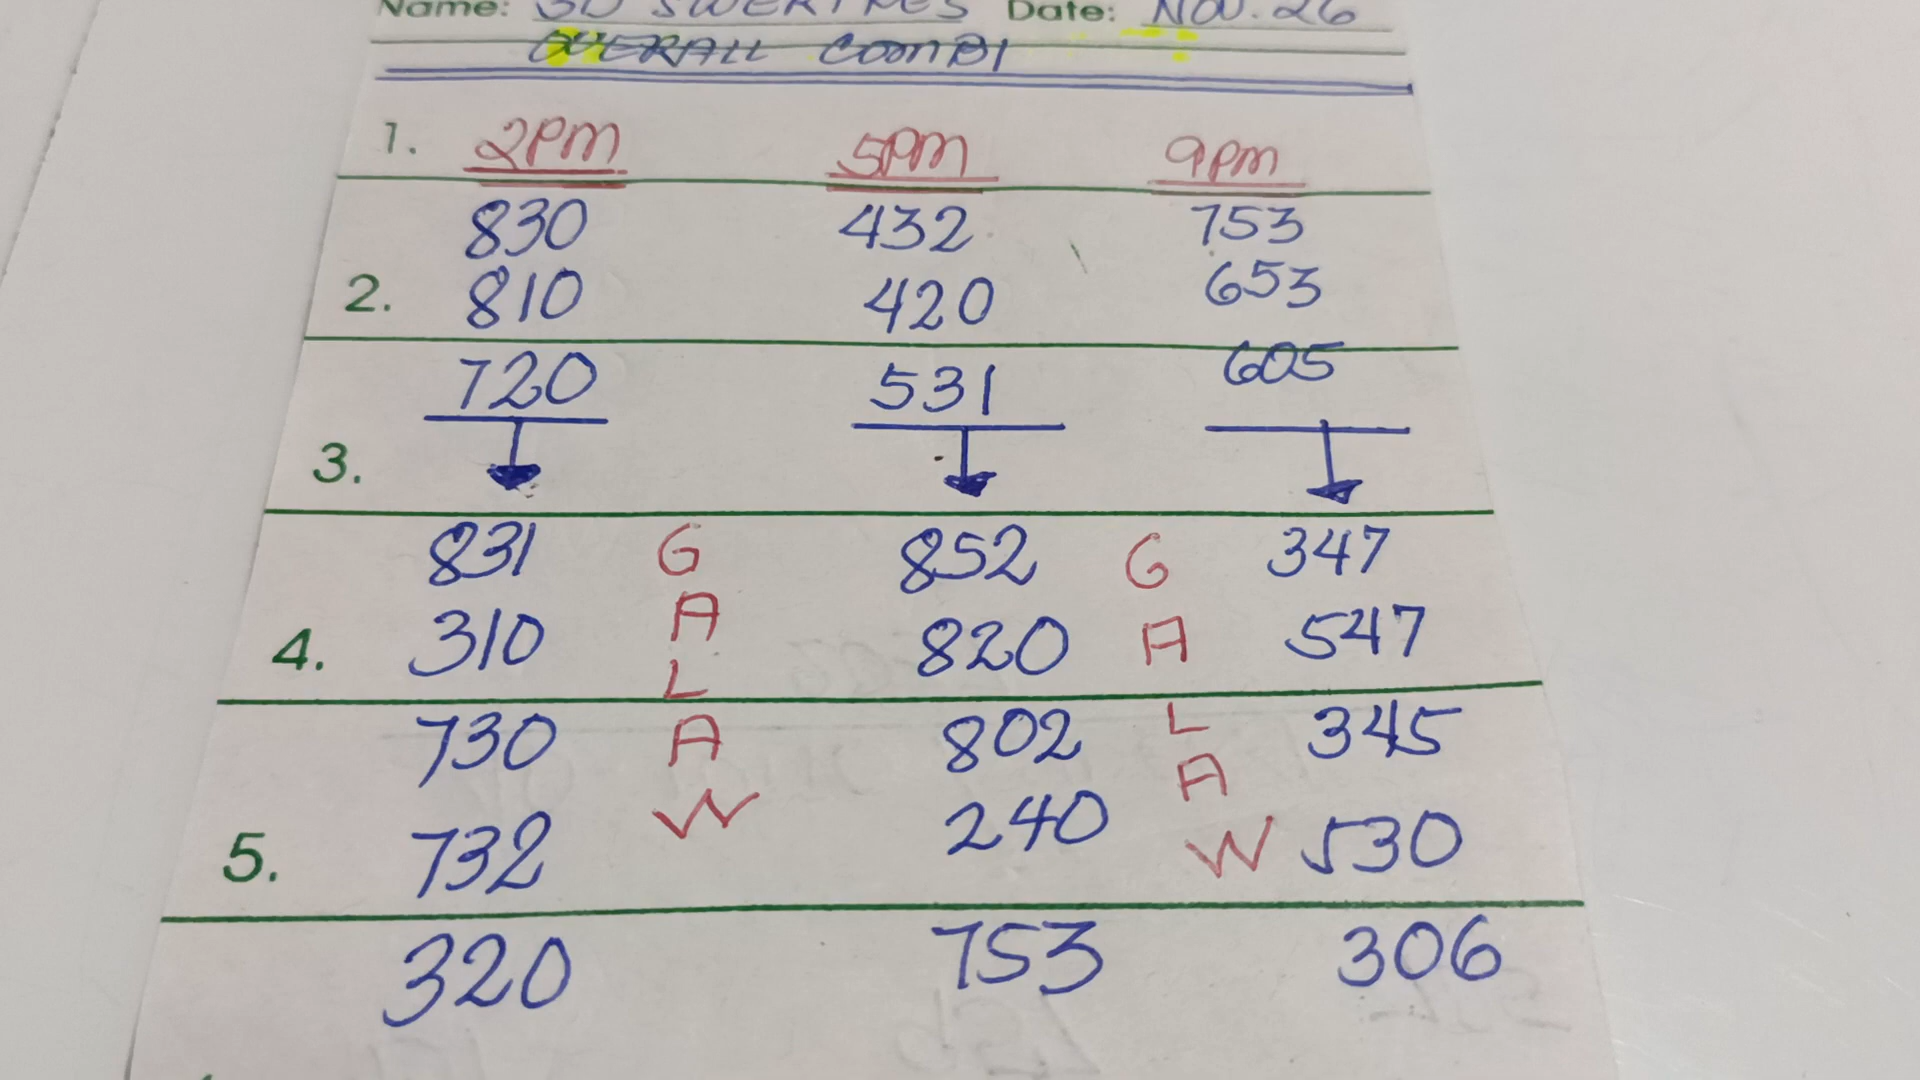 Name: 3D SWERTRES Date: NOV. 26
OVERALL COMBI
1. 2PM 5PM 9PM
830 432 753
2. 810 420 653
720 531 605
3.
831 G 852 G 347
4. 310 A 820 A 547
L
730 A 802 L 345
A
5. 732 W 240 W 530
320 753 306